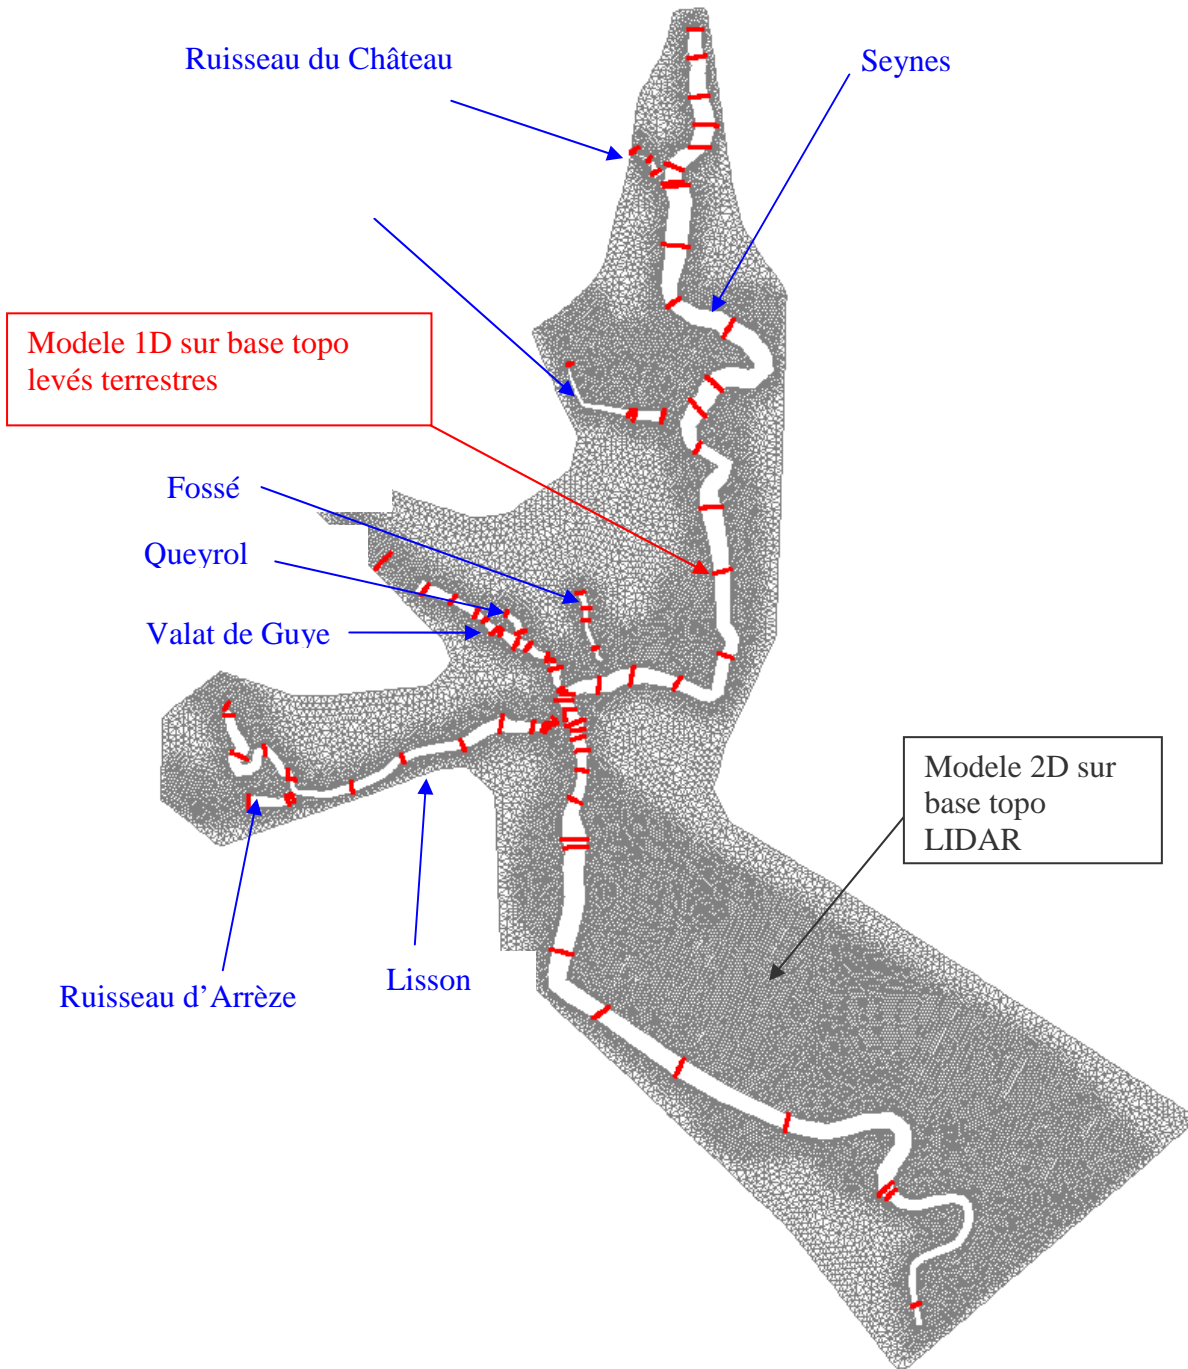 Ruisseau du Château
Seynes
Modele 1D sur base topo
levés terrestres
Fossé
Queyrol
Valat de Guye
Modele 2D sur
base topo
LIDAR
Lisson
Ruisseau d’Arrèze